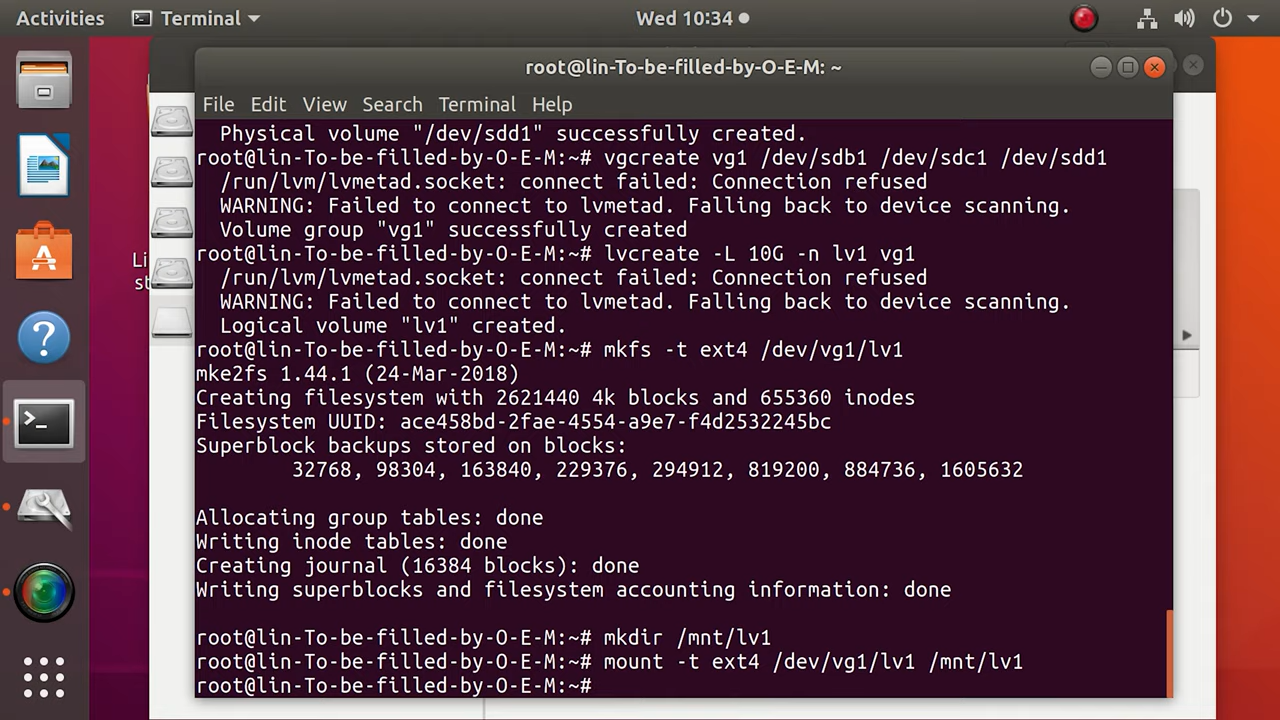 Activities
Terminal
Wed 10:34
root@lin-To-be-filled-by-O-E-M: ~
File Edit View Search Terminal Help
Physical volume "/dev/sdd1" successfully created.
root@lin-To-be-filled-by-O-E-M:~# vgcreate vg1 /dev/sdb1 /dev/sdc1 /dev/sdd1
/run/lvm/lvmetad.socket: connect failed: Connection refused
WARNING: Failed to connect to lvmetad. Falling back to device scanning.
Volume group "vg1" successfully created
root@lin-To-be-filled-by-O-E-M:~# lvcreate -L 10G -n lv1 vg1
/run/lvm/lvmetad.socket: connect failed: Connection refused
WARNING: Failed to connect to lvmetad. Falling back to device scanning.
Logical volume "lv1" created.
root@lin-To-be-filled-by-O-E-M:~# mkfs -t ext4 /dev/vg1/lv1
mke2fs 1.44.1 (24-Mar-2018)
Creating filesystem with 2621440 4k blocks and 655360 inodes
Filesystem UUID: ace458bd-2fae-4554-a9e7-f4d2532245bc
Superblock backups stored on blocks:
32768, 98304, 163840, 229376, 294912, 819200, 884736, 1605632
Allocating group tables: done
Writing inode tables: done
Creating journal (16384 blocks): done
Writing superblocks and filesystem accounting information: done
root@lin-To-be-filled-by-O-E-M:~# mkdir /mnt/lv1
root@lin-To-be-filled-by-O-E-M:~# mount -t ext4 /dev/vg1/lv1 /mnt/lv1
root@lin-To-be-filled-by-O-E-M:~#